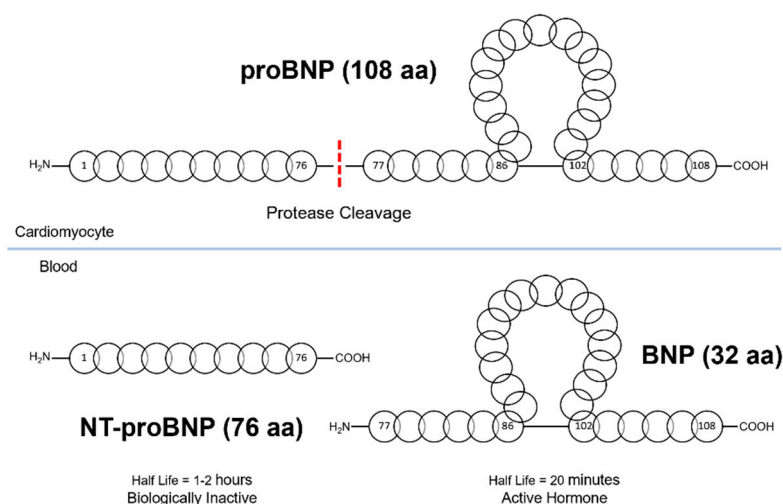 proBNP (108 aa)
H₂N 1 76 77 86 102 108 COOH
Protease Cleavage
Cardiomyocyte
Blood
H₂N 1 76 COOH
BNP (32 aa)
NT-proBNP (76 aa)
H₂N 77 86 102 108 COOH
Half Life = 1-2 hours
Biologically Inactive
Half Life = 20 minutes
Active Hormone